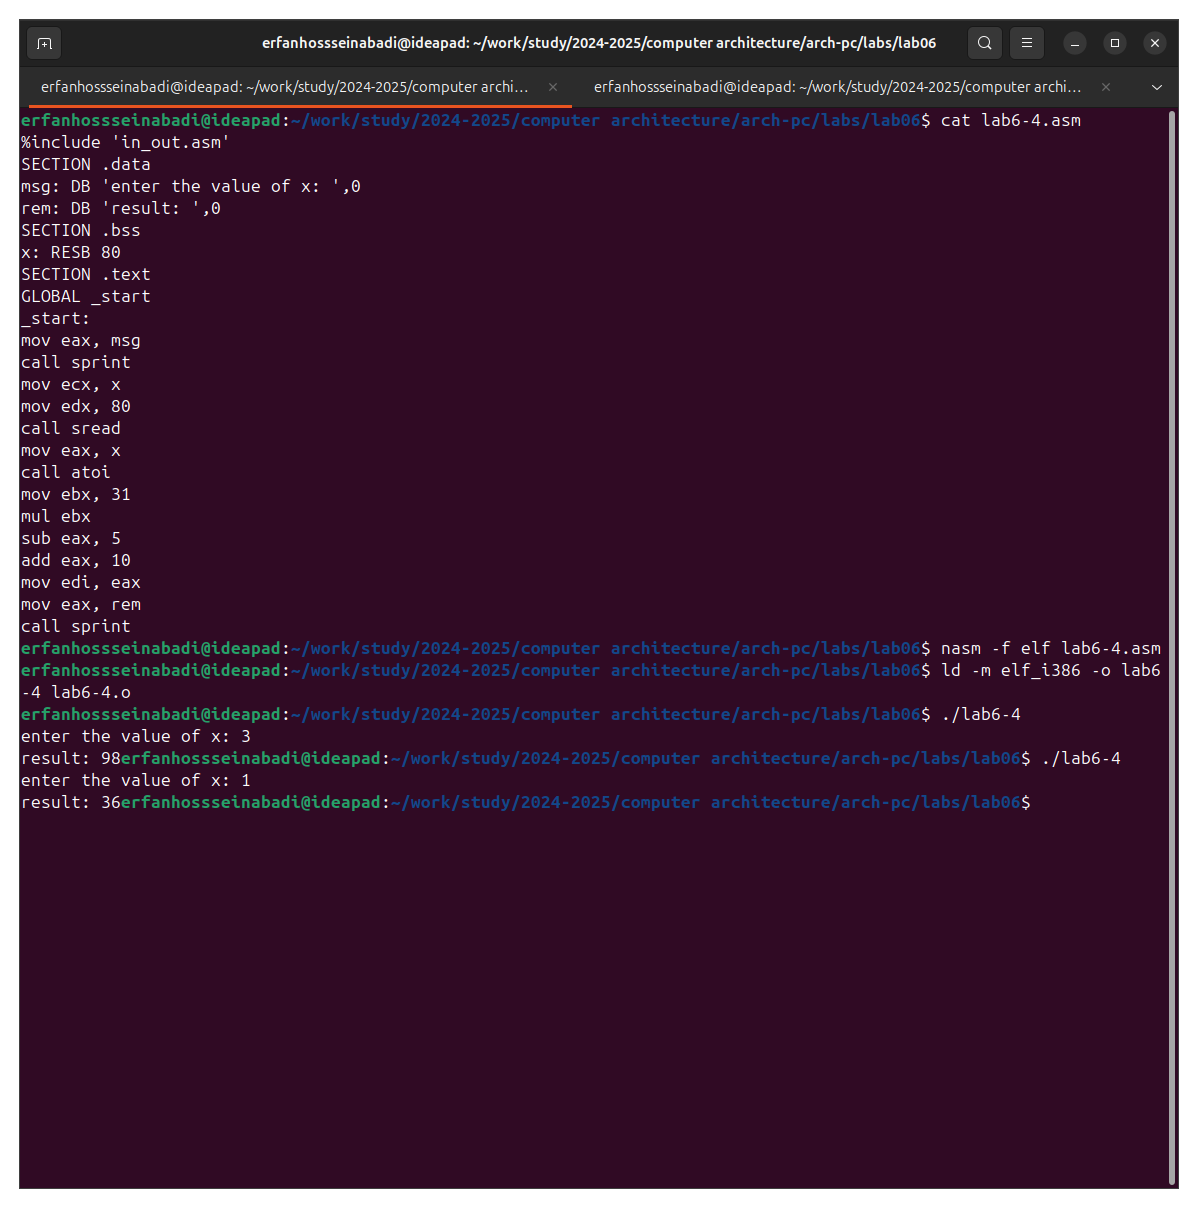 erfanhossseinabadi@ideapad: ~/work/study/2024-2025/computer architecture/arch-pc/labs/lab06
erfanhossseinabadi@ideapad: ~/work/study/2024-2025/computer archi... erfanhossseinabadi@ideapad: ~/work/study/2024-2025/computer archi...
erfanhossseinabadi@ideapad:~/work/study/2024-2025/computer architecture/arch-pc/labs/lab06$ cat lab6-4.asm
%include 'in_out.asm'
SECTION .data
msg: DB 'enter the value of x: ',0
rem: DB 'result: ',0
SECTION .bss
x: RESB 80
SECTION .text
GLOBAL _start
_start:
mov eax, msg
call sprint
mov ecx, x
mov edx, 80
call sread
mov eax, x
call atoi
mov ebx, 31
mul ebx
sub eax, 5
add eax, 10
mov edi, eax
mov eax, rem
call sprint
erfanhossseinabadi@ideapad:~/work/study/2024-2025/computer architecture/arch-pc/labs/lab06$ nasm -f elf lab6-4.asm
erfanhossseinabadi@ideapad:~/work/study/2024-2025/computer architecture/arch-pc/labs/lab06$ ld -m elf_i386 -o lab6
-4 lab6-4.o
erfanhossseinabadi@ideapad:~/work/study/2024-2025/computer architecture/arch-pc/labs/lab06$ ./lab6-4
enter the value of x: 3
result: 98erfanhossseinabadi@ideapad:~/work/study/2024-2025/computer architecture/arch-pc/labs/lab06$ ./lab6-4
enter the value of x: 1
result: 36erfanhossseinabadi@ideapad:~/work/study/2024-2025/computer architecture/arch-pc/labs/lab06$